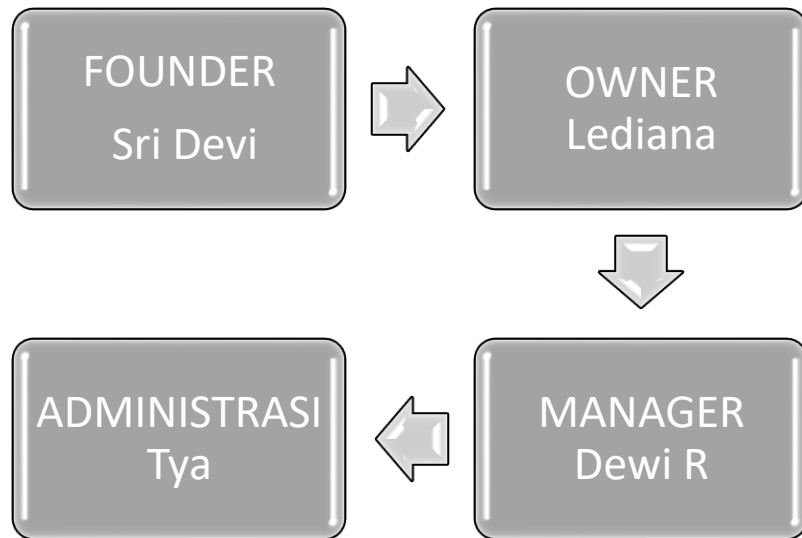 FOUNDER
Sri Devi
OWNER
Lediana
MANAGER
Dewi R
ADMINISTRASI
Tya